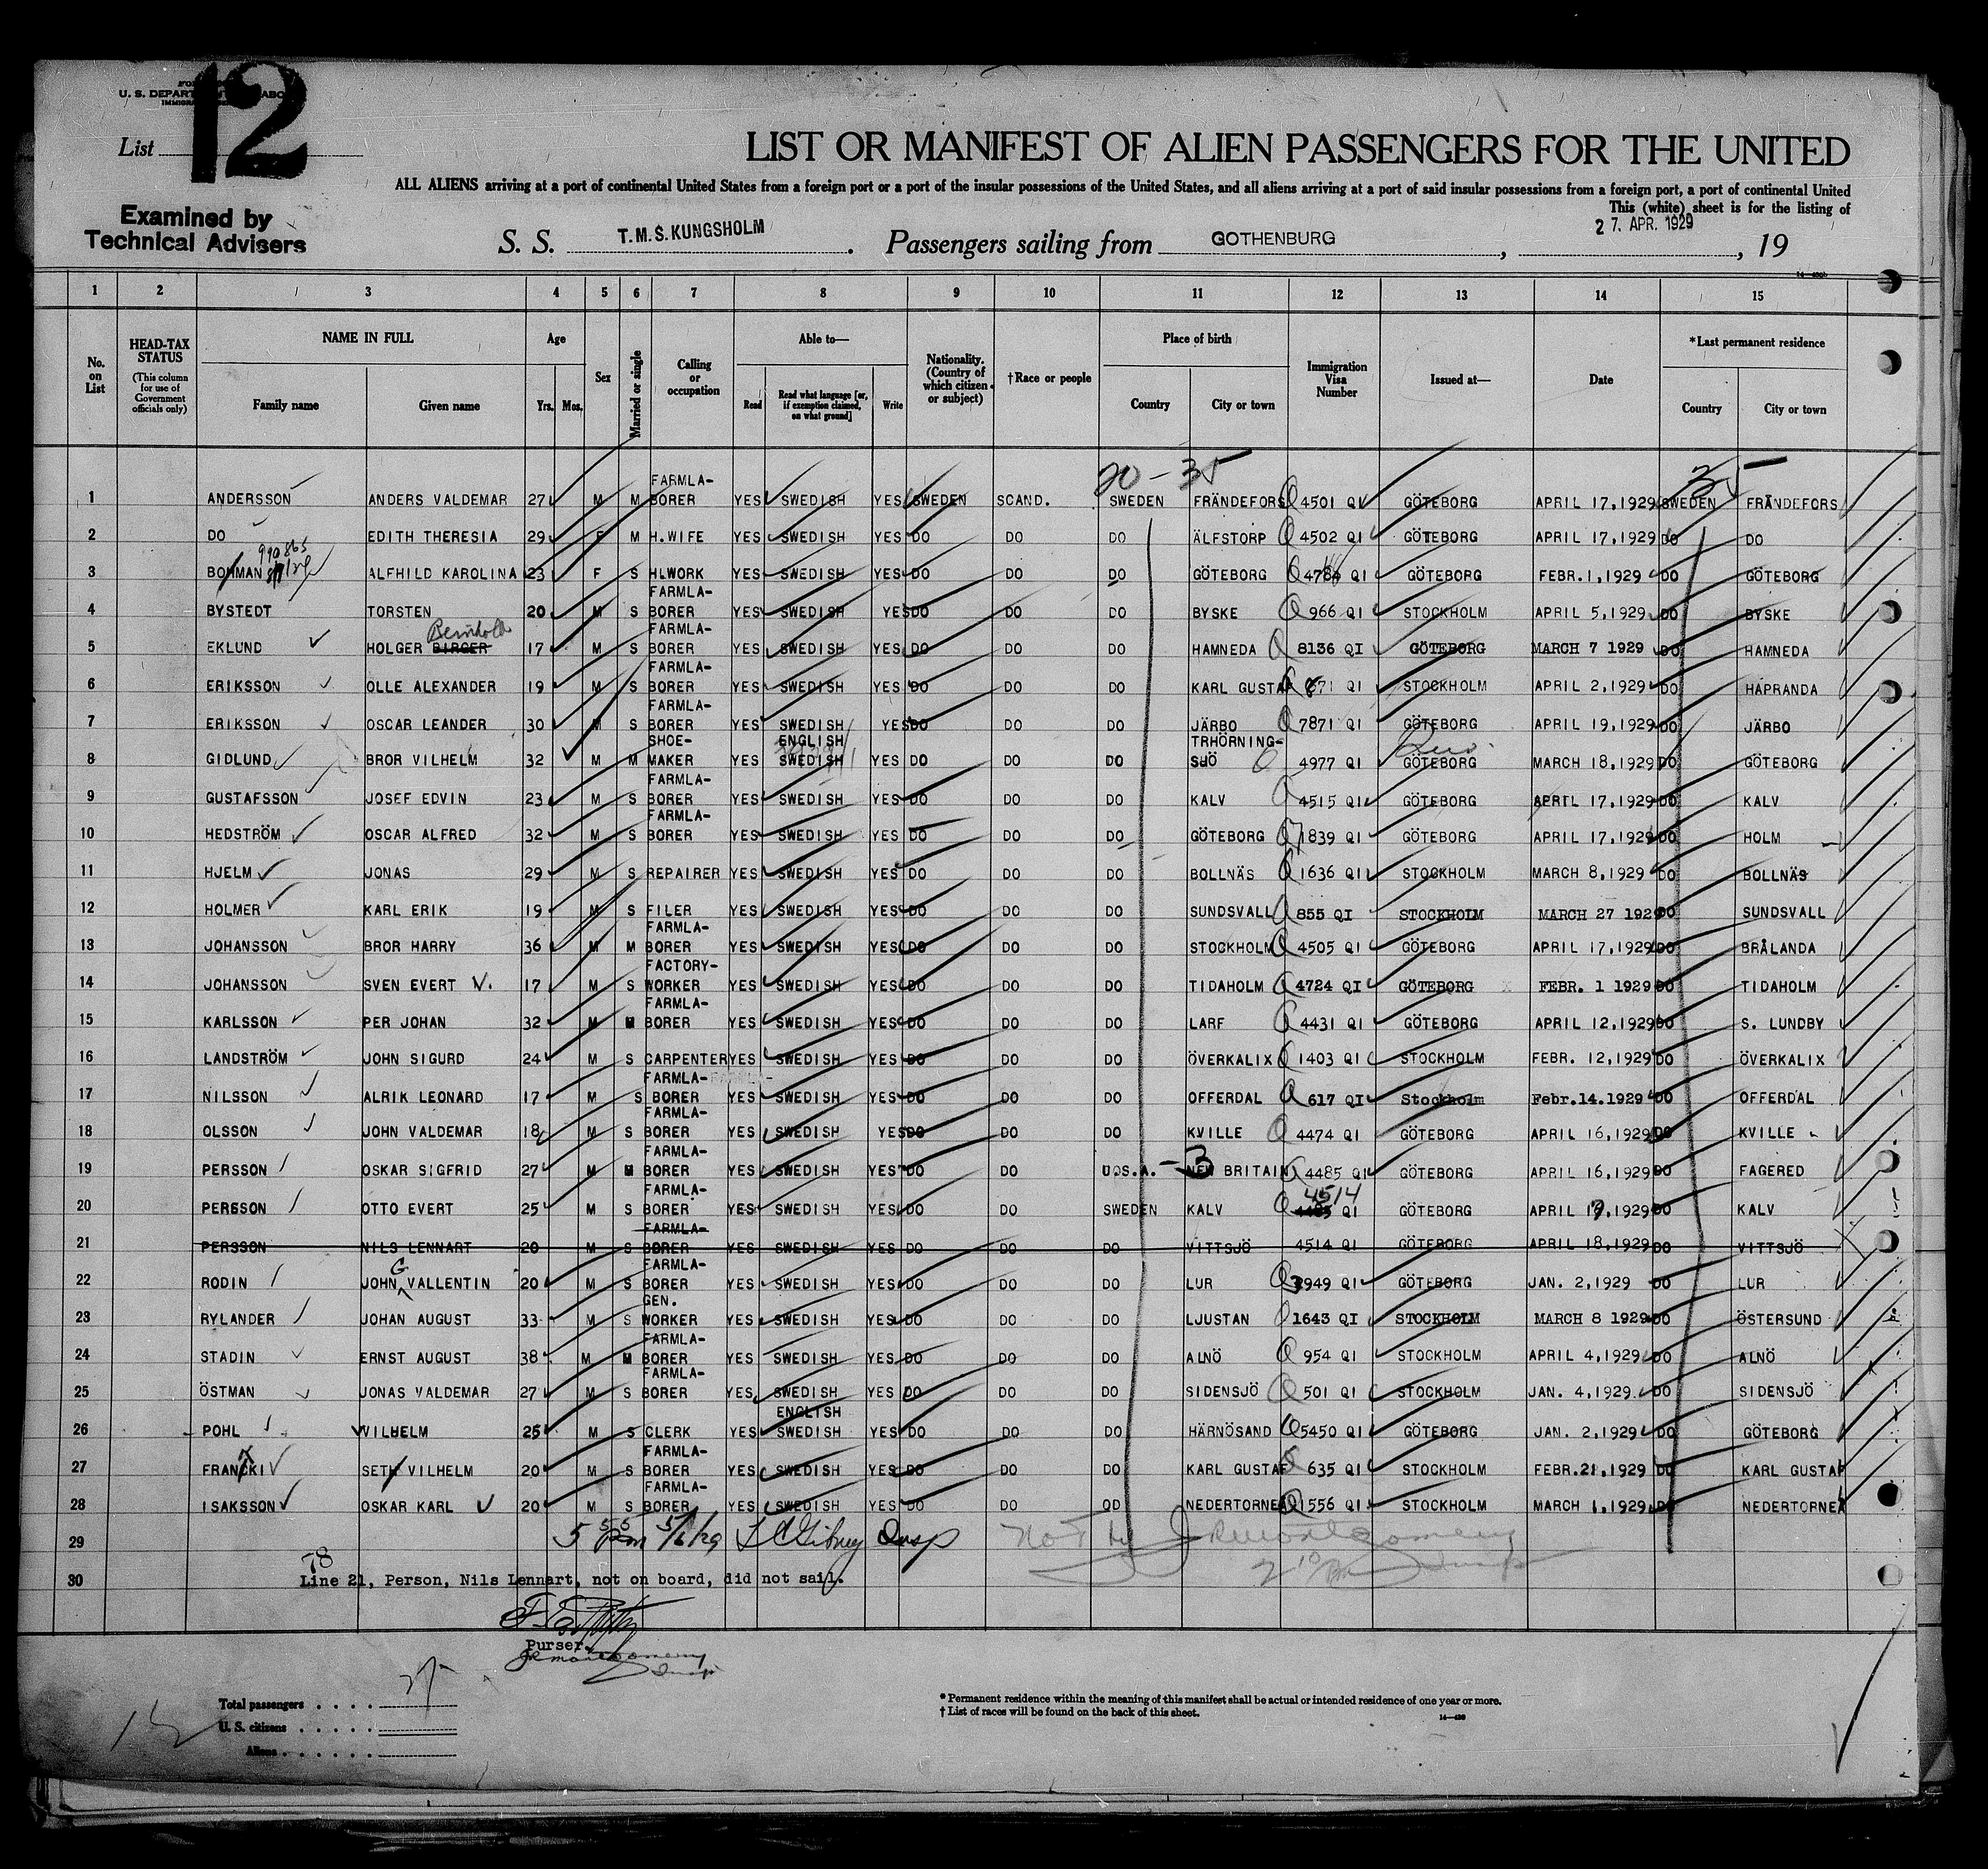 12
U. S. DEPART
List
LIST OR MANIFEST OF ALIEN PASSENGERS FOR THE UNITED
ALL ALIENS arriving at a port of continental United States from a foreign port or a port of the insular possessions of the United States, and all aliens arriving at a port of said insular possessions from a foreign port, a port of continental United
This (white) sheet is for the listing of
Examined by
Technical Advisers
S. S. T.M.S.KUNGSHOLM. Passengers sailing from GOTHENBURG, 27. APR. 1929, 19
1 2 3 4 5 6 7 8 9 10 11 12 13 14 15
No. on List
HEAD-TAX STATUS (This column for use of Government officials only)
NAME IN FULL
Family name Given name
Age
Yrs. Mos.
Sex
Married or single
Calling or occupation
Able to—
Read Read what language [or, if exemption claimed, on what ground] Write
Nationality. (Country of which citizen or subject)
†Race or people
Place of birth
Country City or town
Immigration Visa Number
Issued at—
Date
*Last permanent residence
Country City or town
20 - 35 35 -
1 ANDERSSON ANDERS VALDEMAR 27 M M FARMLA-BORER YES SWEDISH YES SWEDEN SCAND. SWEDEN FRÄNDEFORS 4501 QI GÖTEBORG APRIL 17,1929 SWEDEN FRÄNDEFORS
2 DO EDITH THERESIA 29 F M H.WIFE YES SWEDISH YES DO DO DO ÄLFSTORP 4502 QI GÖTEBORG APRIL 17,1929 DO DO
990865
3 BOHMAN ALFHILD KAROLINA 23 F S HLWORK YES SWEDISH YES DO DO DO GÖTEBORG QI GÖTEBORG FEBR.1,1929 DO GÖTEBORG
4 BYSTEDT TORSTEN 20 M S FARMLA-BORER YES SWEDISH YES DO DO DO BYSKE 966 QI STOCKHOLM APRIL 5,1929 DO BYSKE
5 EKLUND HOLGER BIRGER 17 M S FARMLA-BORER YES SWEDISH YES DO DO DO HAMNEDA 8136 QI GÖTEBORG MARCH 7 1929 DO HAMNEDA
6 ERIKSSON OLLE ALEXANDER 19 M S FARMLA-BORER YES SWEDISH YES DO DO DO KARL GUSTAF 871 QI STOCKHOLM APRIL 2,1929 DO HAPRANDA
7 ERIKSSON OSCAR LEANDER 30 M S FARMLA-BORER YES SWEDISH YES DO DO DO JÄRBO 7871 QI GÖTEBORG APRIL 19,1929 DO JÄRBO
8 GIDLUND BROR VILHELM 32 M M SHOE-MAKER YES ENGLISH SWEDISH YES DO DO DO TRHÖRNING-SJÖ 4977 QI GÖTEBORG MARCH 18,1929 DO GÖTEBORG
9 GUSTAFSSON JOSEF EDVIN 23 M S FARMLA-BORER YES SWEDISH YES DO DO DO KALV 4515 QI GÖTEBORG APRIL 17,1929 DO KALV
10 HEDSTRÖM OSCAR ALFRED 32 M S FARMLA-BORER YES SWEDISH YES DO DO DO GÖTEBORG 1839 QI GÖTEBORG APRIL 17,1929 DO HOLM
11 HJELM JONAS 29 M S REPAIRER YES SWEDISH YES DO DO DO BOLLNÄS 1636 QI STOCKHOLM MARCH 8,1929 DO BOLLNÄS
12 HOLMER KARL ERIK 19 M S FILER YES SWEDISH YES DO DO DO SUNDSVALL 855 QI STOCKHOLM MARCH 27 1929 DO SUNDSVALL
13 JOHANSSON BROR HARRY 36 M M FARMLA-BORER YES SWEDISH YES DO DO DO STOCKHOLM 4505 QI GÖTEBORG APRIL 17,1929 DO BRÅLANDA
14 JOHANSSON SVEN EVERT V. 17 M S FACTORY-WORKER YES SWEDISH YES DO DO DO TIDAHOLM 4724 QI GÖTEBORG FEBR. 1 1929 DO TIDAHOLM
15 KARLSSON PER JOHAN 32 M M FARMLA-BORER YES SWEDISH YES DO DO DO LARF 4431 QI GÖTEBORG APRIL 12,1929 DO S. LUNDBY
16 LANDSTRÖM JOHN SIGURD 24 M S CARPENTER YES SWEDISH YES DO DO DO ÖVERKALIX 1403 QI STOCKHOLM FEBR. 12,1929 DO ÖVERKALIX
17 NILSSON ALRIK LEONARD 17 M S FARMLA-BORER YES SWEDISH YES DO DO DO OFFERDAL 617 QI Stockholm Febr.14.1929 DO OFFERDAL
18 OLSSON JOHN VALDEMAR 18 M S FARMLA-BORER YES SWEDISH YES DO DO DO KVILLE 4474 QI GÖTEBORG APRIL 16,1929 DO KVILLE
19 PERSSON OSKAR SIGFRID 27 M M FARMLA-BORER YES SWEDISH YES DO DO U.S.A. -3 NEW BRITAIN 4485 QI GÖTEBORG APRIL 16,1929 DO FAGERED
20 PERSSON OTTO EVERT 25 M S FARMLA-BORER YES SWEDISH YES DO DO SWEDEN KALV 4514 QI GÖTEBORG APRIL 1929 DO KALV
21 PERSSON NILS LENNART 20 M S FARMLA-BORER YES SWEDISH YES DO DO DO VITTSJÖ 4514 QI GÖTEBORG APRIL 18,1929 DO VITTSJÖ
22 RODIN JOHN G VALLENTIN 20 M S FARMLA-BORER YES SWEDISH YES DO DO DO LUR 3949 QI GÖTEBORG JAN. 2,1929 DO LUR
23 RYLANDER JOHAN AUGUST 33 M S GEN. WORKER YES SWEDISH YES DO DO DO LJUSTAN 1643 QI STOCKHOLM MARCH 8 1929 DO ÖSTERSUND
24 STADIN ERNST AUGUST 38 M M FARMLA-BORER YES SWEDISH YES DO DO DO ALNÖ 954 QI STOCKHOLM APRIL 4,1929 DO ALNÖ
25 ÖSTMAN JONAS VALDEMAR 27 M S FARMLA-BORER YES SWEDISH YES DO DO DO SIDENSJÖ 501 QI STOCKHOLM JAN. 4,1929 DO SIDENSJÖ
26 POHL VILHELM 25 M S CLERK YES ENGLISH SWEDISH YES DO DO DO HÄRNÖSAND 5450 QI GÖTEBORG JAN. 2,1929 DO GÖTEBORG
27 FRANCKI SETH VILHELM 20 M S FARMLA-BORER YES SWEDISH YES DO DO DO KARL GUSTAF 635 QI STOCKHOLM FEBR.21,1929 DO KARL GUSTAF
28 ISAKSSON OSKAR KARL 20 M S BORER YES SWEDISH YES DO DO OD NEDERTORNEA 1556 QI STOCKHOLM MARCH 1,1929 DO NEDERTORNEA
29 5 55 pm 5/6/29 Insp
30 Line 21, Person, Nils Lennart, not on board, did not sail.
Purser.
JR Montgomery
Insp
Total passengers . . . .
U. S. citizens . . . . .
Aliens . . . . . .
* Permanent residence within the meaning of this manifest shall be actual or intended residence of one year or more.
† List of races will be found on the back of this sheet.